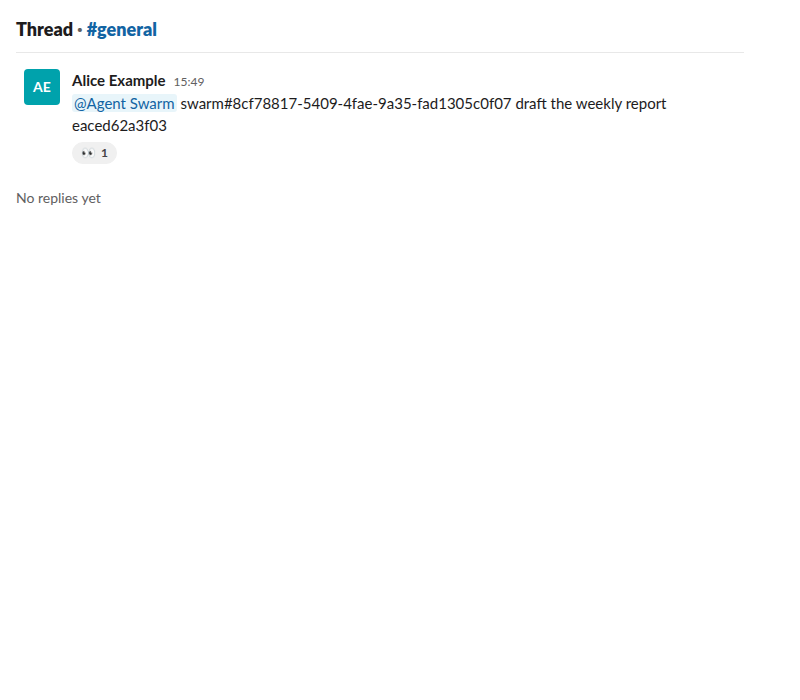 Thread • #general
AE
Alice Example 15:49
@Agent Swarm swarm#8cf78817-5409-4fae-9a35-fad1305c0f07 draft the weekly report
eaced62a3f03
👀 1
No replies yet